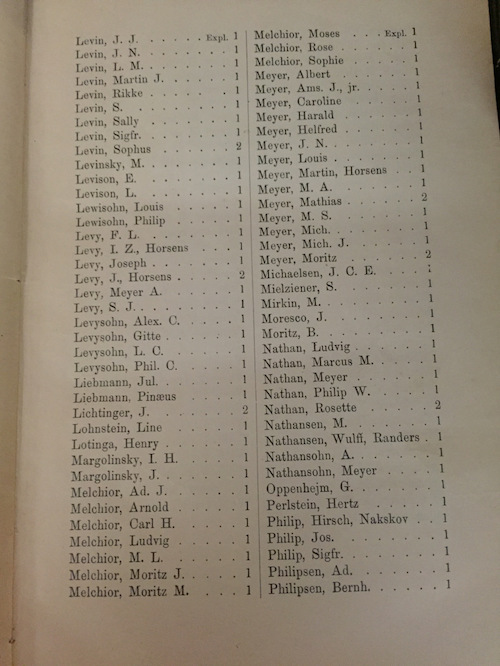 Levin, J. J. . . . . . Expl. 1
Levin, J. N. . . . . . . . . 1
Levin, L. M. . . . . . . . . 1
Levin, Martin J. . . . . . . 1
Levin, Rikke . . . . . . . . 1
Levin, S. . . . . . . . . . 1
Levin, Sally . . . . . . . . 1
Levin, Sigfr. . . . . . . . . 1
Levin, Sophus . . . . . . . 2
Levinsky, M. . . . . . . . . 1
Levison, E. . . . . . . . . 1
Levison, L. . . . . . . . . 1
Lewisohn, Louis . . . . . . 1
Lewisohn, Philip . . . . . . 1
Levy, F. L. . . . . . . . . 1
Levy, I. Z., Horsens . . . . 1
Levy, Joseph . . . . . . . . 1
Levy, J., Horsens . . . . . 2
Levy, Meyer A. . . . . . . . 1
Levy, S. J. . . . . . . . . 1
Levysohn, Alex. C. . . . . . 1
Levysohn, Gitte . . . . . . 1
Levysohn, L. C. . . . . . . 1
Levysohn, Phil. C. . . . . . 1
Liebmann, Jul. . . . . . . . 1
Liebmann, Pinæus . . . . . . 1
Lichtinger, J. . . . . . . . 2
Lohnstein, Line . . . . . . 1
Lotinga, Henry . . . . . . . 1
Margolinsky, I. H. . . . . . 1
Margolinsky, J. . . . . . . 1
Melchior, Ad. J. . . . . . . 1
Melchior, Arnold . . . . . . 1
Melchior, Carl H. . . . . . 1
Melchior, Ludvig . . . . . . 1
Melchior, M. L. . . . . . . 1
Melchior, Moritz J. . . . . 1
Melchior, Moritz M. . . . . 1
Melchior, Moses . . . Expl. 1
Melchior, Rose . . . . . . . 1
Melchior, Sophie . . . . . . 1
Meyer, Albert . . . . . . . 1
Meyer, Ams. J., jr. . . . . 1
Meyer, Caroline . . . . . . 1
Meyer, Harald . . . . . . . 1
Meyer, Helfred . . . . . . . 1
Meyer, J. N. . . . . . . . . 1
Meyer, Louis . . . . . . . . 1
Meyer, Martin, Horsens . . . 1
Meyer, M. A. . . . . . . . . 1
Meyer, Mathias . . . . . . . 2
Meyer, M. S. . . . . . . . . 1
Meyer, Mich. . . . . . . . . 1
Meyer, Mich. J. . . . . . . 1
Meyer, Moritz . . . . . . . 2
Michaelsen, J. C. E. . . . .
Mielziener, S. . . . . . . . 1
Mirkin, M. . . . . . . . . . 1
Moresco, J. . . . . . . . . 1
Moritz, B. . . . . . . . . . 1
Nathan, Ludvig . . . . . . . 1
Nathan, Marcus M. . . . . . 1
Nathan, Meyer . . . . . . . 1
Nathan, Philip W. . . . . . 1
Nathan, Rosette . . . . . . 2
Nathansen, M. . . . . . . . 1
Nathansen, Wulff, Randers . 1
Nathansohn, A. . . . . . . . 1
Nathansohn, Meyer . . . . . 1
Oppenhejm, G. . . . . . . . 1
Perlstein, Hertz . . . . . . 1
Philip, Hirsch, Nakskov . . 1
Philip, Jos. . . . . . . . . 1
Philip, Sigfr. . . . . . . . 1
Philipsen, Ad. . . . . . . . 1
Philipsen, Bernh. . . . . . 1